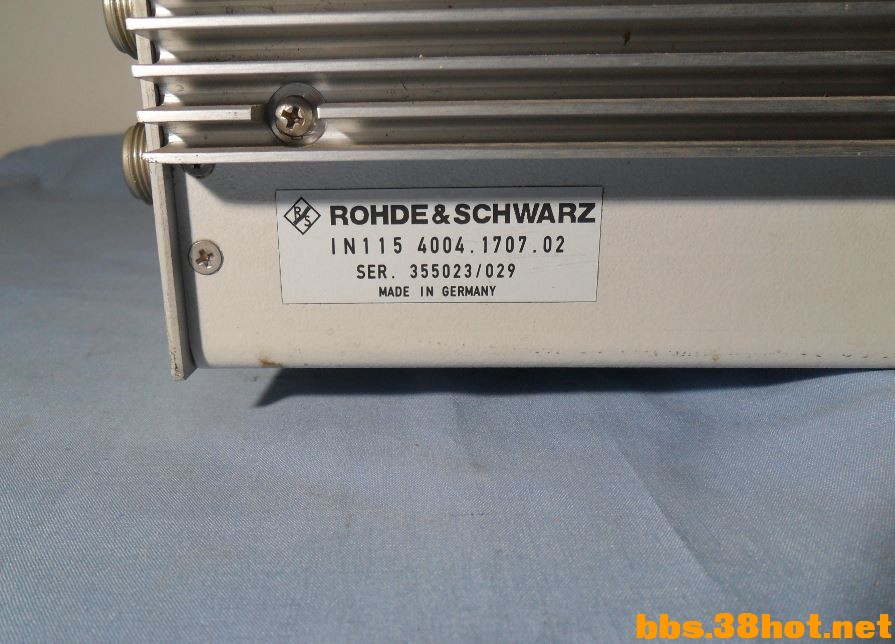 R/S ROHDE&SCHWARZ
IN115 4004.1707.02
SER. 355023/029
MADE IN GERMANY
bbs.38hot.net